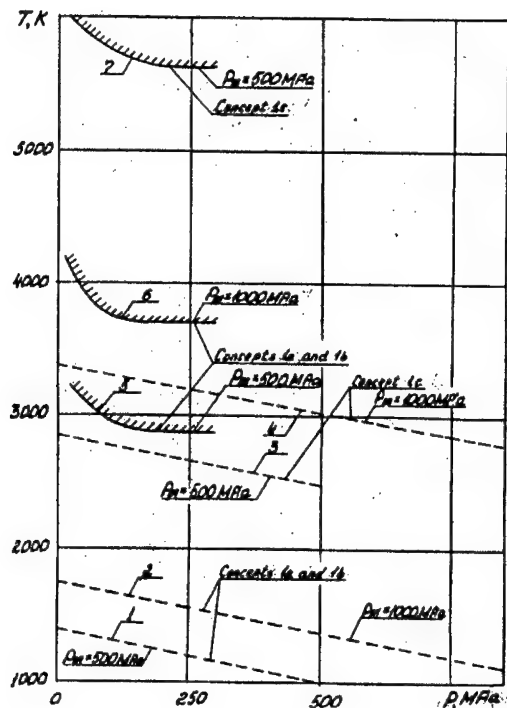 T,K
7
Pm=500MPa
Concept 1c
5000
4000
6
Pm=1000MPa
Concepts 1a and 1b
Pm=500MPa
Concept 1c
3
3000
4
Pm=1000MPa
3
Pm=500MPa
2000
2
Concepts 1a and 1b
1
Pm=1000MPa
Pm=500MPa
1000
0
250
500
P,MPa